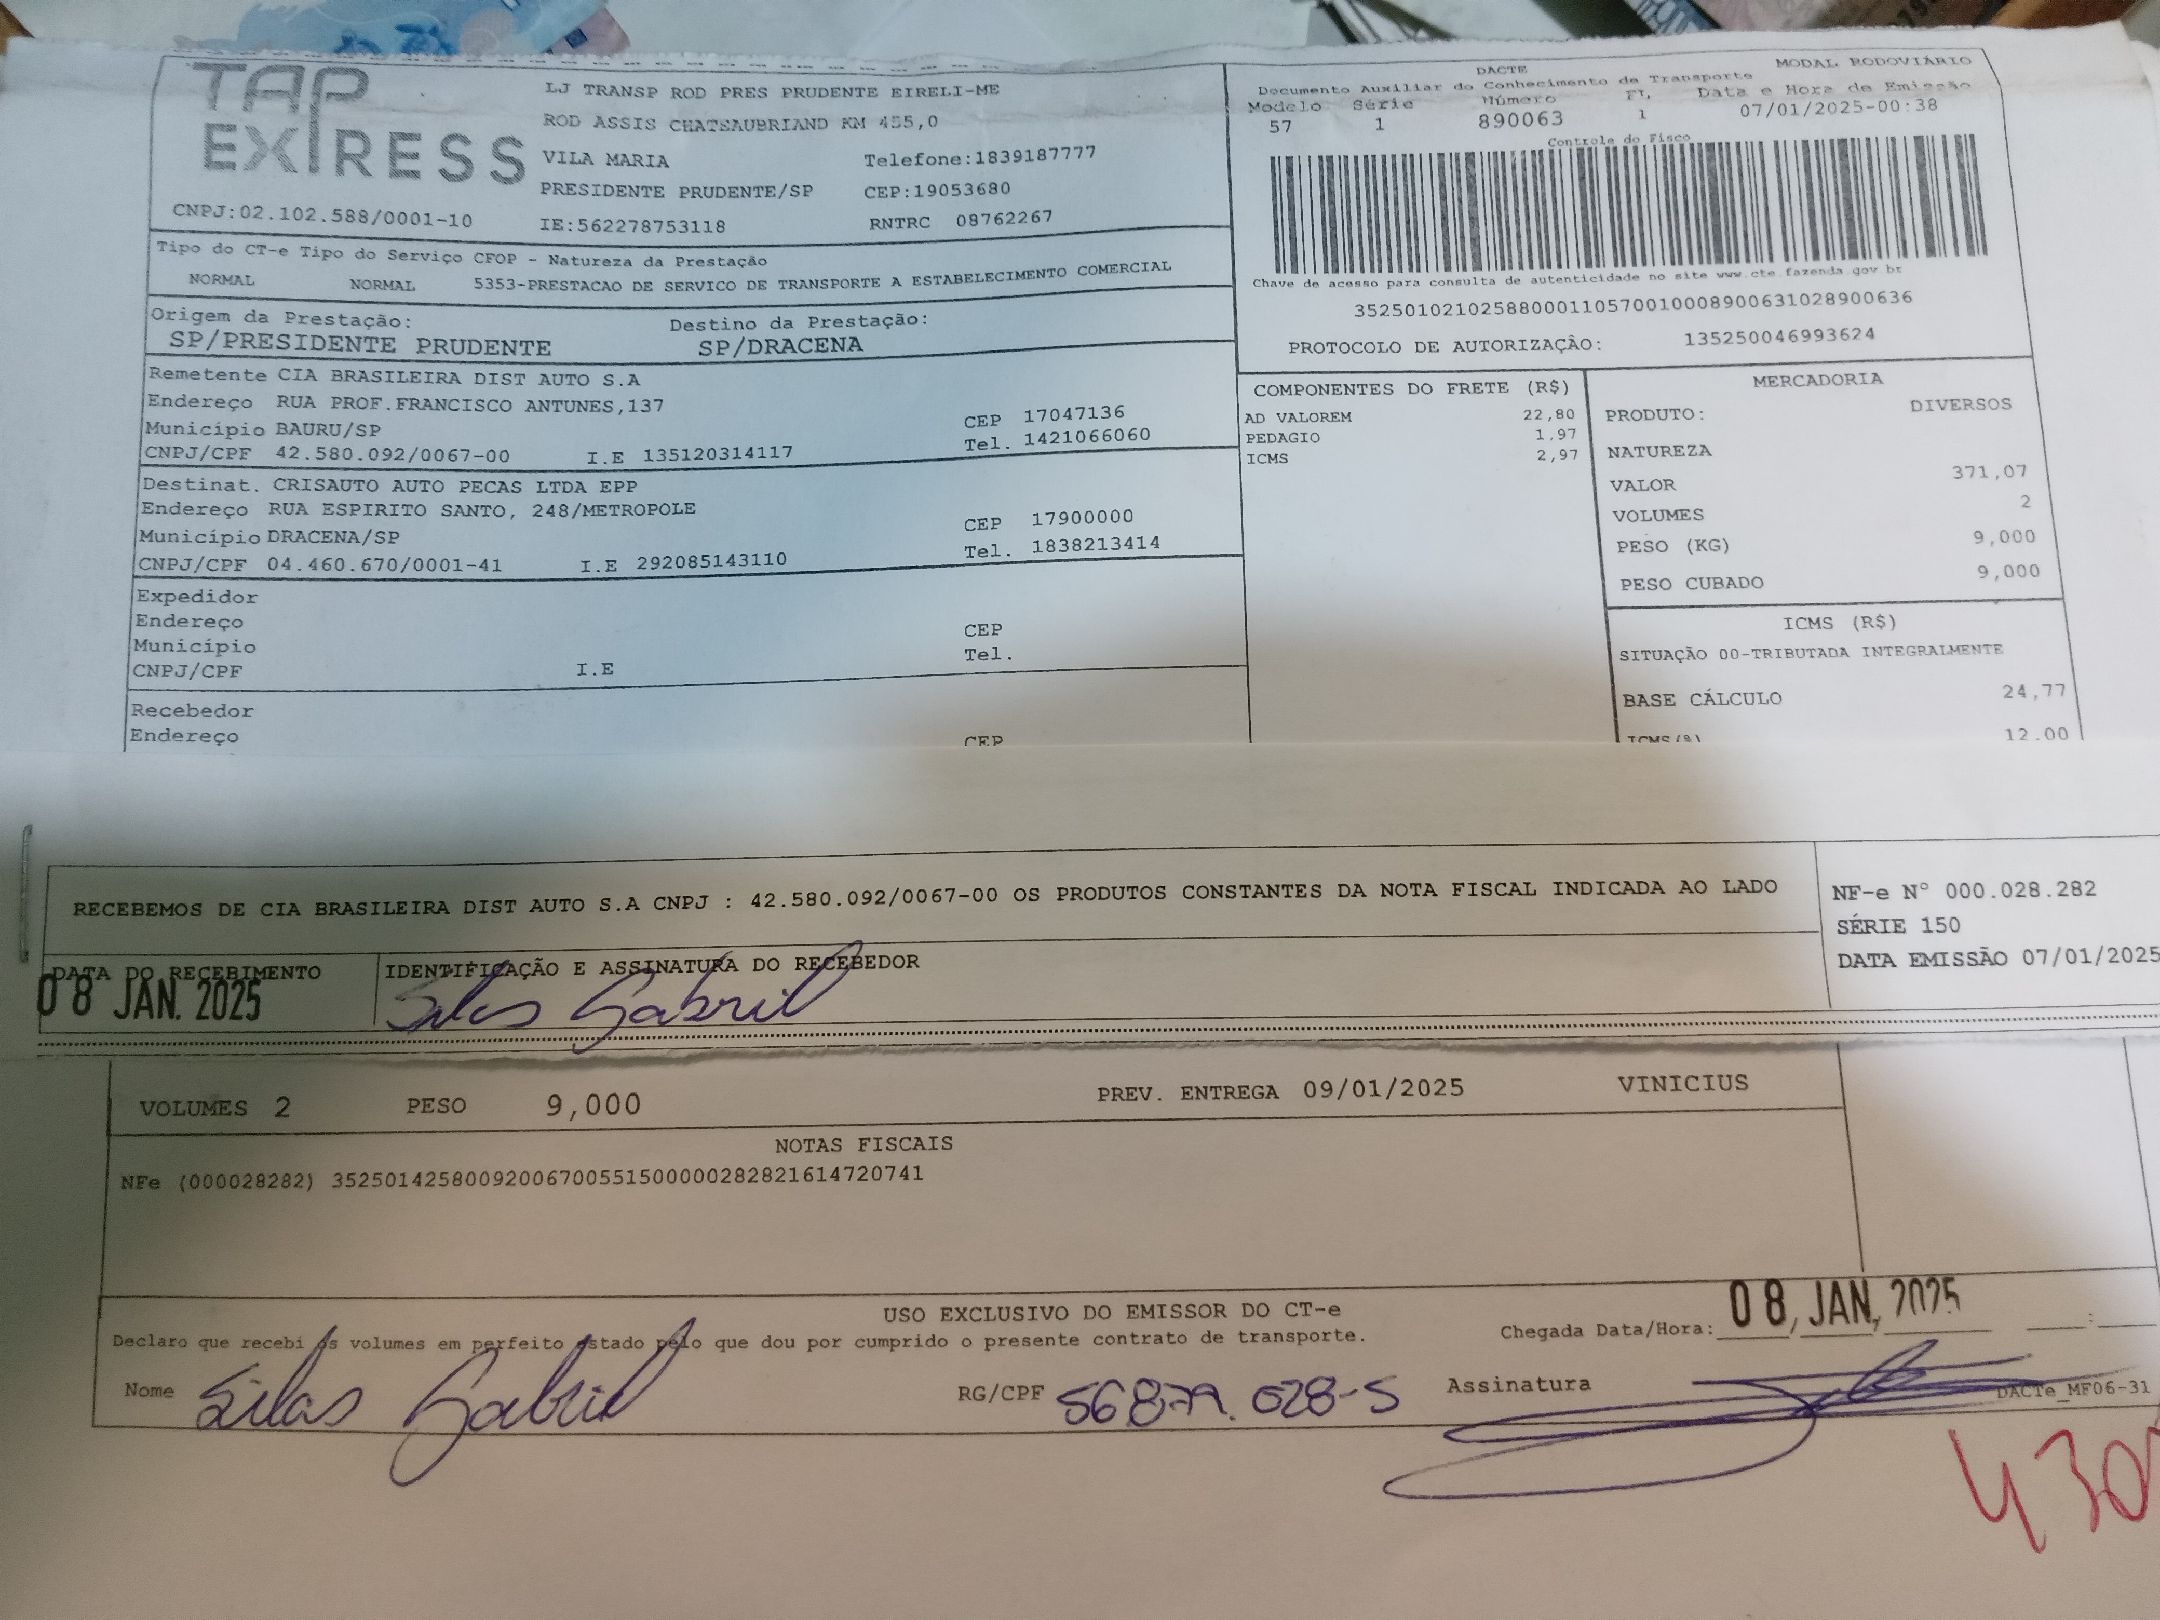 TAP EXPRESS
LJ TRANSP ROD PRES PRUDENTE EIRELI-ME
ROD ASSIS CHATEAUBRIAND KM 455,0
VILA MARIA Telefone:1839187777
PRESIDENTE PRUDENTE/SP CEP:19053680
CNPJ:02.102.588/0001-10 IE:562278753118 RNTRC 08762267
DACTE MODAL RODOVIÁRIO
Documento Auxiliar do Conhecimento de Transporte
Modelo Série Número FL Data e Hora de Emissão
57 1 890063 1 07/01/2025-00:38
Controle do Fisco
Chave de acesso para consulta de autenticidade no site www.cte.fazenda.gov.br
35250102102588000110570010008900631028900636
PROTOCOLO DE AUTORIZAÇÃO: 135250046993624
Tipo do CT-e Tipo do Serviço CFOP - Natureza da Prestação
NORMAL NORMAL 5353-PRESTACAO DE SERVICO DE TRANSPORTE A ESTABELECIMENTO COMERCIAL
Origem da Prestação: Destino da Prestação:
SP/PRESIDENTE PRUDENTE SP/DRACENA
Remetente CIA BRASILEIRA DIST AUTO S.A
Endereço RUA PROF.FRANCISCO ANTUNES,137 CEP 17047136
Município BAURU/SP Tel. 1421066060
CNPJ/CPF 42.580.092/0067-00 I.E 135120314117
Destinat. CRISAUTO AUTO PECAS LTDA EPP
Endereço RUA ESPIRITO SANTO, 248/METROPOLE CEP 17900000
Município DRACENA/SP Tel. 1838213414
CNPJ/CPF 04.460.670/0001-41 I.E 292085143110
Expedidor
Endereço CEP
Município Tel.
CNPJ/CPF I.E
Recebedor
Endereço CEP
COMPONENTES DO FRETE (R$)
AD VALOREM 22,80
PEDAGIO 1,97
ICMS 2,97
MERCADORIA
PRODUTO: DIVERSOS
NATUREZA
VALOR 371,07
VOLUMES 2
PESO (KG) 9,000
PESO CUBADO 9,000
ICMS (R$)
SITUAÇÃO 00-TRIBUTADA INTEGRALMENTE
BASE CÁLCULO 24,77
ICMS(%) 12.00
RECEBEMOS DE CIA BRASILEIRA DIST AUTO S.A CNPJ : 42.580.092/0067-00 OS PRODUTOS CONSTANTES DA NOTA FISCAL INDICADA AO LADO
NF-e N° 000.028.282
SÉRIE 150
DATA EMISSÃO 07/01/2025
DATA DO RECEBIMENTO IDENTIFICAÇÃO E ASSINATURA DO RECEBEDOR
08 JAN. 2025 Silas Gabriel
VOLUMES 2 PESO 9,000 PREV. ENTREGA 09/01/2025 VINICIUS
NOTAS FISCAIS
NFe (000028282) 35250142580092006700551500000282821614720741
USO EXCLUSIVO DO EMISSOR DO CT-e
Declaro que recebi os volumes em perfeito estado pelo que dou por cumprido o presente contrato de transporte. Chegada Data/Hora: 08, JAN, 2025 :
Nome Silas Gabriel RG/CPF 56.879.028-5 Assinatura
DACTe_MF06-31
430